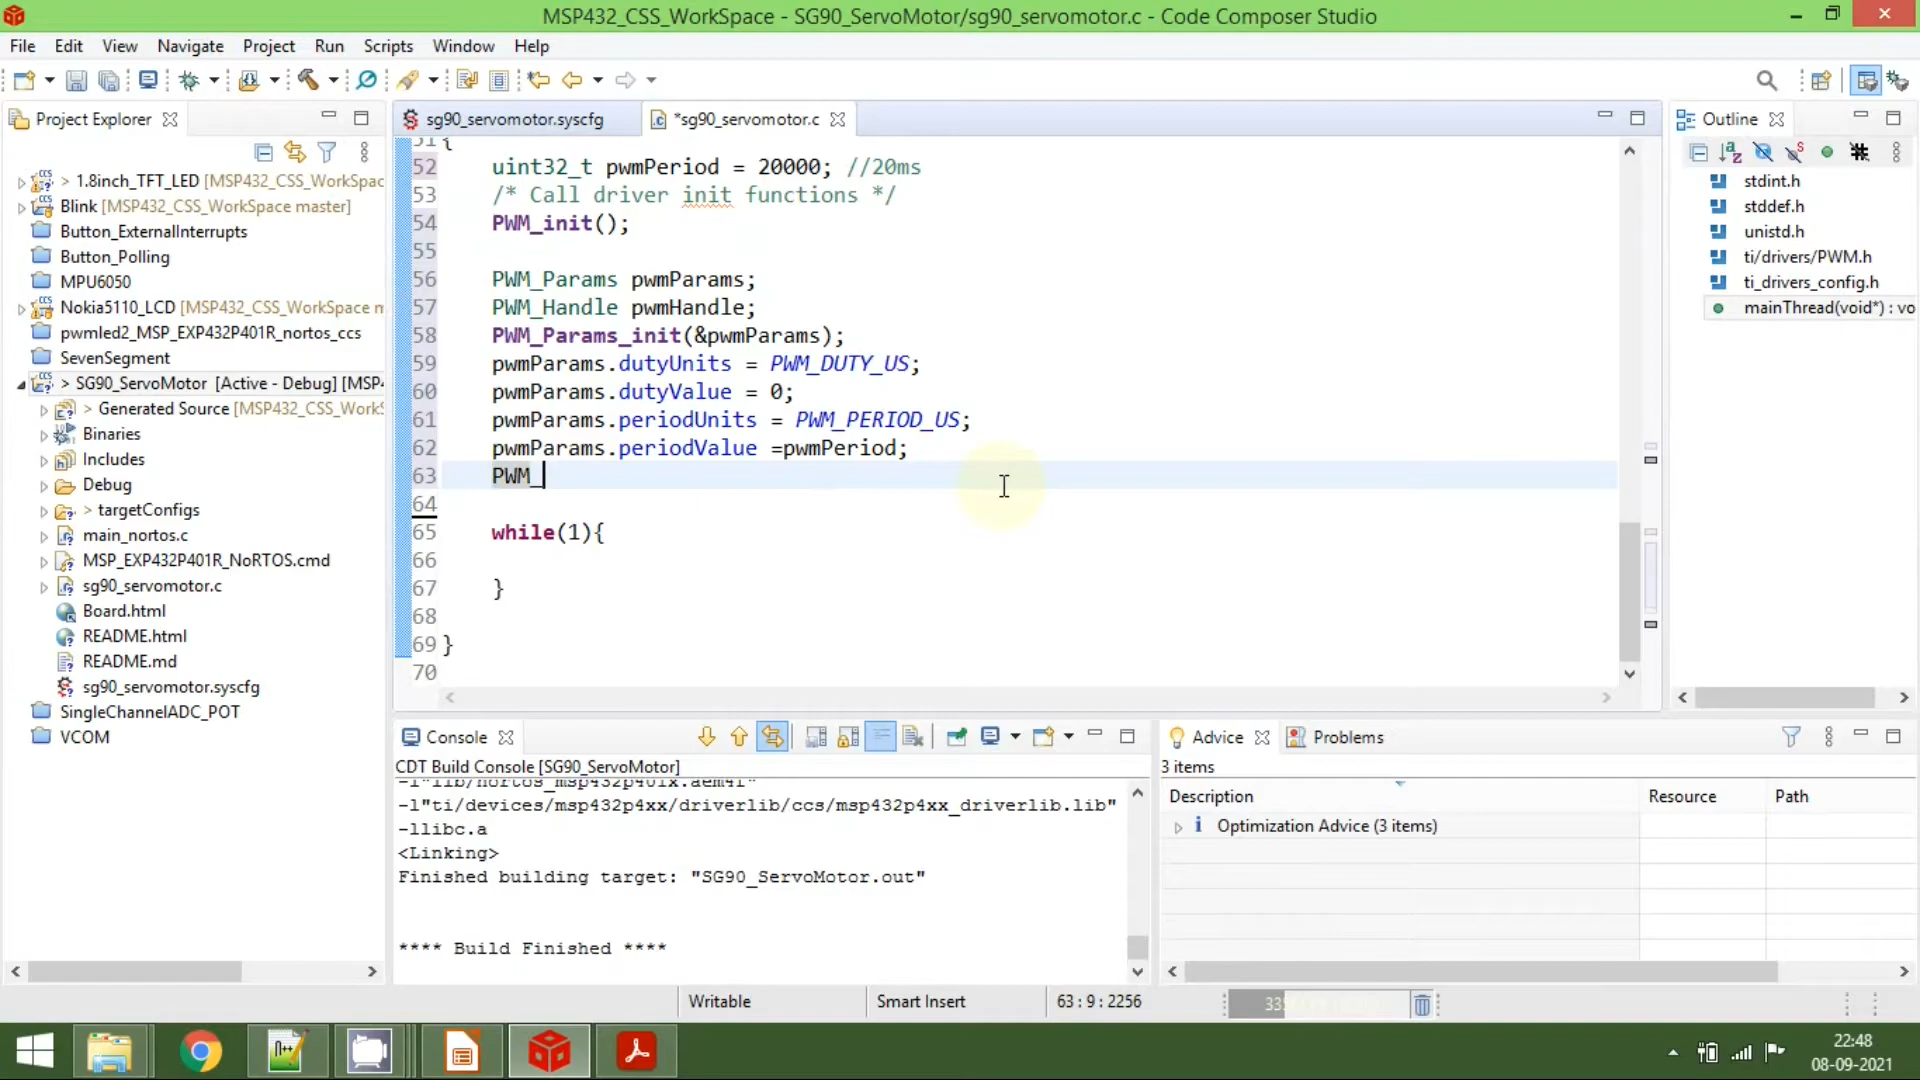 MSP432_CSS_WorkSpace - SG90_ServoMotor/sg90_servomotor.c - Code Composer Studio
File Edit View Navigate Project Run Scripts Window Help
Project Explorer
1.8inch_TFT_LED [MSP432_CSS_WorkSpac
Blink [MSP432_CSS_WorkSpace master]
Button_ExternalInterrupts
Button_Polling
MPU6050
Nokia5110_LCD [MSP432_CSS_WorkSpace m
pwmled2_MSP_EXP432P401R_nortos_ccs
SevenSegment
> SG90_ServoMotor [Active - Debug] [MSP4
> Generated Source [MSP432_CSS_WorkS
Binaries
Includes
Debug
> targetConfigs
main_nortos.c
MSP_EXP432P401R_NoRTOS.cmd
sg90_servomotor.c
Board.html
README.html
README.md
sg90_servomotor.syscfg
SingleChannelADC_POT
VCOM
sg90_servomotor.syscfg
*sg90_servomotor.c
51 {
52 uint32_t pwmPeriod = 20000; //20ms
53 /* Call driver init functions */
54 PWM_init();
55
56 PWM_Params pwmParams;
57 PWM_Handle pwmHandle;
58 PWM_Params_init(&pwmParams);
59 pwmParams.dutyUnits = PWM_DUTY_US;
60 pwmParams.dutyValue = 0;
61 pwmParams.periodUnits = PWM_PERIOD_US;
62 pwmParams.periodValue =pwmPeriod;
63 PWM_
64
65 while(1){
66
67 }
68
69 }
70
Outline
stdint.h
stddef.h
unistd.h
ti/drivers/PWM.h
ti_drivers_config.h
mainThread(void*) : vo
Console
CDT Build Console [SG90_ServoMotor]
-l"lib/nortos_msp432p401x.aem4f"
-l"ti/devices/msp432p4xx/driverlib/ccs/msp432p4xx_driverlib.lib"
-llibc.a
<Linking>
Finished building target: "SG90_ServoMotor.out"
**** Build Finished ****
Advice
Problems
3 items
Description Resource Path
Optimization Advice (3 items)
Writable Smart Insert 63 : 9 : 2256
22:48
08-09-2021